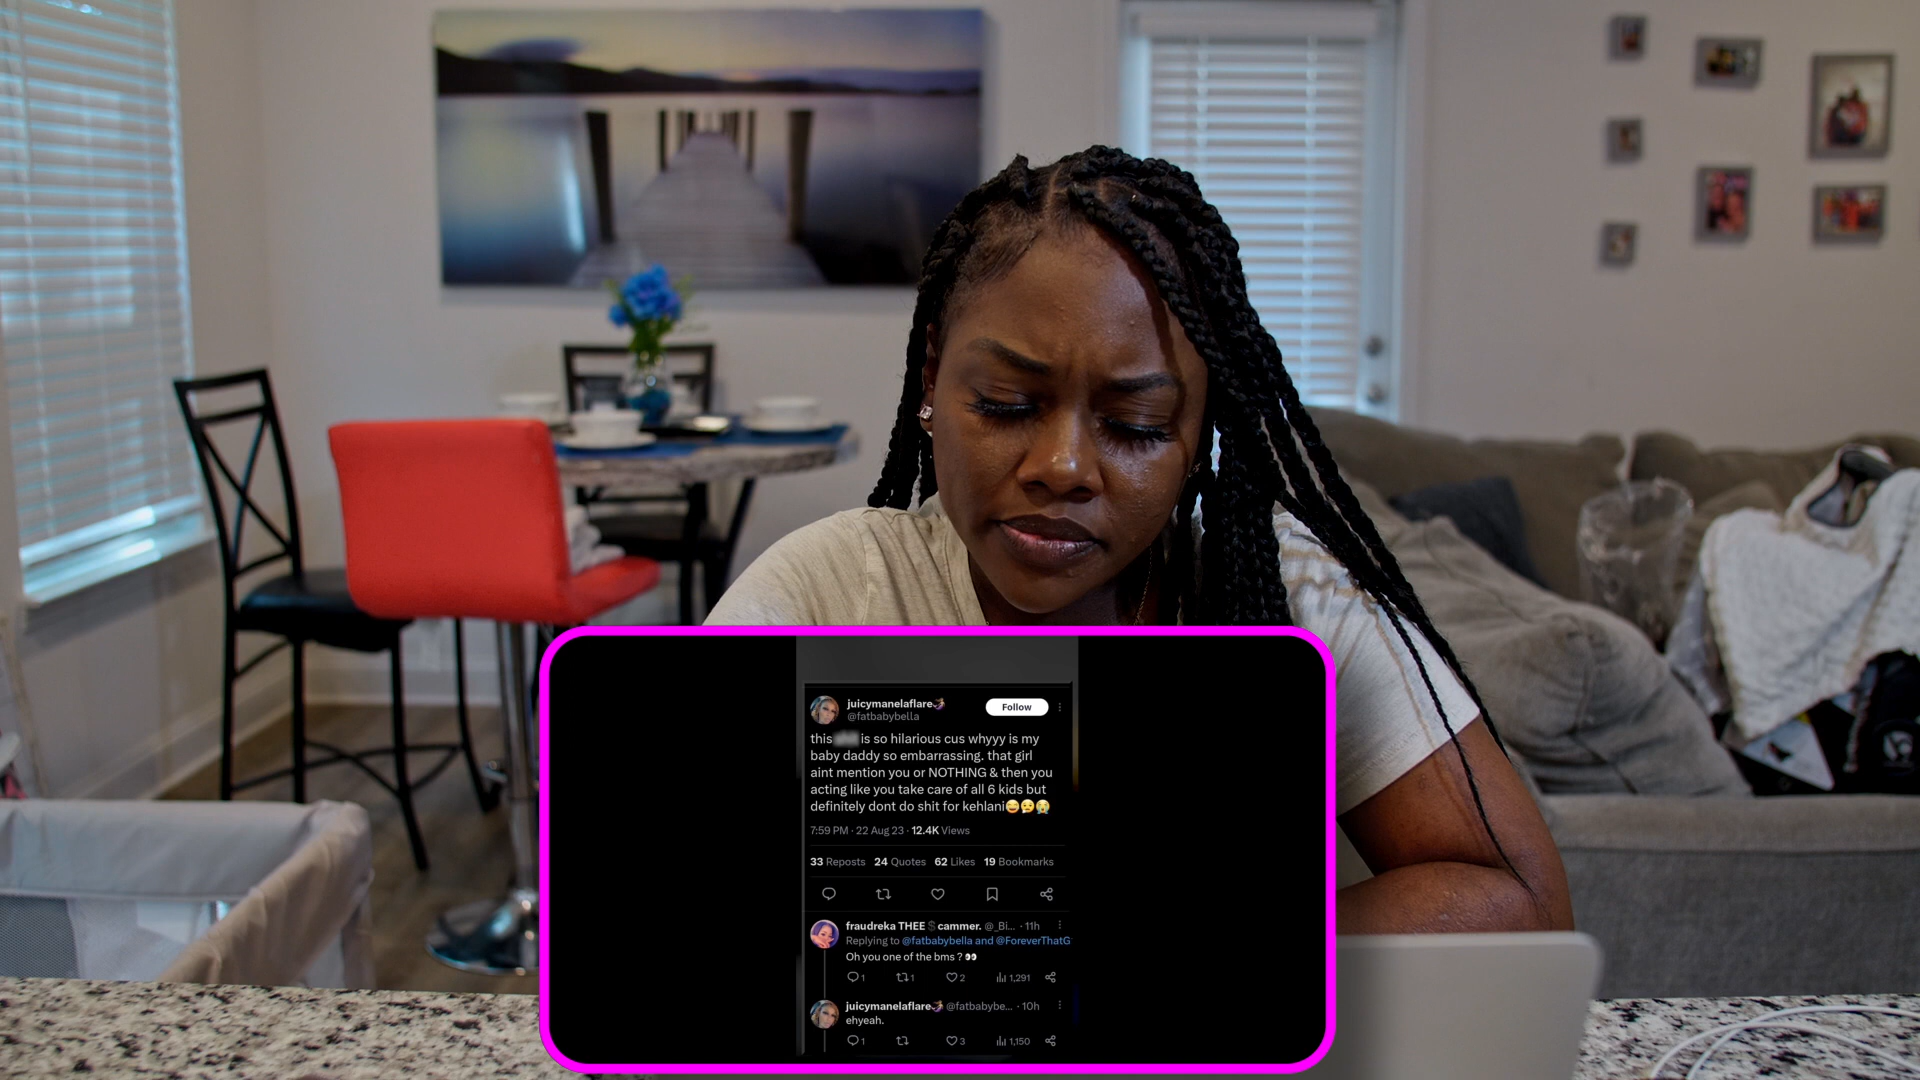 juicymanelaflare
Follow
@fatbabybella
this is so hilarious cus whyyy is my
baby daddy so embarrassing. that girl
aint mention you or NOTHING & then you
acting like you take care of all 6 kids but
definitely dont do shit for kehlani😅😒😭
7:59 PM · 22 Aug 23 · 12.4K Views
33 Reposts 24 Quotes 62 Likes 19 Bookmarks
fraudreka THEE $cammer. @_Bi... · 11h
Replying to @fatbabybella and @ForeverThatG
Oh you one of the bms ? 👀
1 1 2 1,291
juicymanelaflare @fatbabybe... · 10h
ehyeah.
1 3 1,150